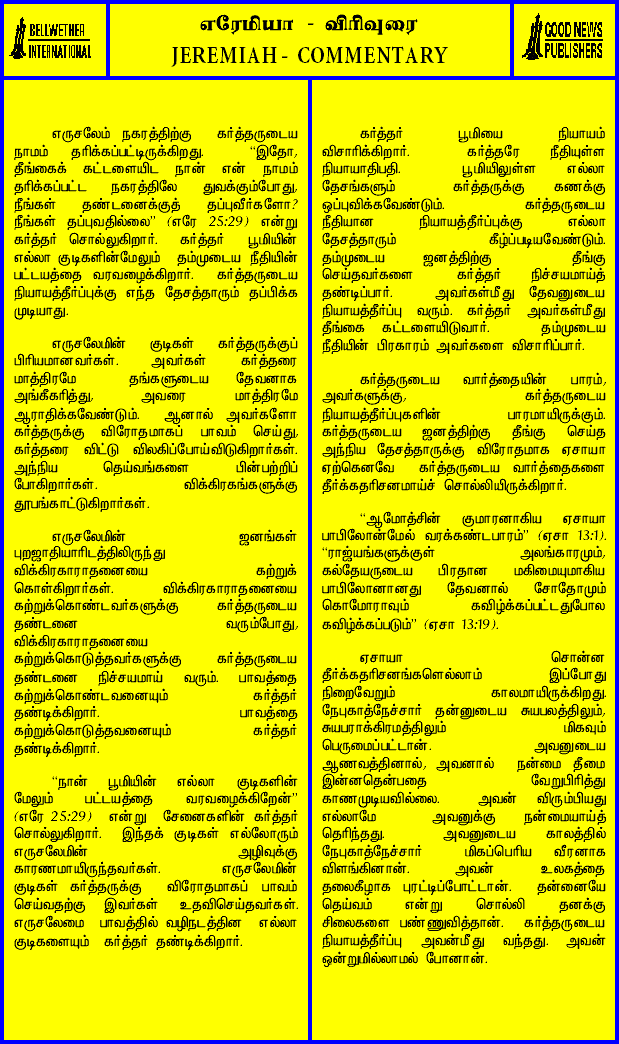 BELLWETHER
INTERNATIONAL
எரேமியா - விரிவுரை
JEREMIAH - COMMENTARY
GOOD NEWS
PUBLISHERS
எருசலேம் நகரத்திற்கு கர்த்தருடைய
நாமம் தரிக்கப்பட்டிருக்கிறது. “இதோ,
தீங்கைக் கட்டளையிட நான் என் நாமம்
தரிக்கப்பட்ட நகரத்திலே துவக்கும்போது,
நீங்கள் தண்டனைக்குத் தப்புவீர்களோ?
நீங்கள் தப்புவதில்லை” (எரே 25:29) என்று
கர்த்தர் சொல்லுகிறார். கர்த்தர் பூமியின்
எல்லா குடிகளின்மேலும் தம்முடைய நீதியின்
பட்டயத்தை வரவழைக்கிறார். கர்த்தருடைய
நியாயத்தீர்ப்புக்கு எந்த தேசத்தாரும் தப்பிக்க
முடியாது.
எருசலேமின் குடிகள் கர்த்தருக்குப்
பிரியமானவர்கள். அவர்கள் கர்த்தரை
மாத்திரமே தங்களுடைய தேவனாக
அங்கீகரித்து, அவரை மாத்திரமே
ஆராதிக்கவேண்டும். ஆனால் அவர்களோ
கர்த்தருக்கு விரோதமாகப் பாவம் செய்து,
கர்த்தரை விட்டு விலகிப்போய்விடுகிறார்கள்.
அந்நிய தெய்வங்களை பின்பற்றிப்
போகிறார்கள். விக்கிரகங்களுக்கு
தூபங்காட்டுகிறார்கள்.
எருசலேமின் ஜனங்கள்
புறஜாதியாரிடத்திலிருந்து
விக்கிரகாராதனையை கற்றுக்
கொள்கிறார்கள். விக்கிரகாராதனையை
கற்றுக்கொண்டவர்களுக்கு கர்த்தருடைய
தண்டனை வரும்போது,
விக்கிரகாராதனையை
கற்றுக்கொடுத்தவர்களுக்கு கர்த்தருடைய
தண்டனை நிச்சயமாய் வரும். பாவத்தை
கற்றுக்கொண்டவனையும் கர்த்தர்
தண்டிக்கிறார். பாவத்தை
கற்றுக்கொடுத்தவனையும் கர்த்தர்
தண்டிக்கிறார்.
“நான் பூமியின் எல்லா குடிகளின்
மேலும் பட்டயத்தை வரவழைக்கிறேன்”
(எரே 25:29) என்று சேனைகளின் கர்த்தர்
சொல்லுகிறார். இந்தக் குடிகள் எல்லோரும்
எருசலேமின் அழிவுக்கு
காரணமாயிருந்தவர்கள். எருசலேமின்
குடிகள் கர்த்தருக்கு விரோதமாகப் பாவம்
செய்வதற்கு இவர்கள் உதவிசெய்தவர்கள்.
எருசலேமை பாவத்தில் வழிநடத்தின எல்லா
குடிகளையும் கர்த்தர் தண்டிக்கிறார்.
கர்த்தர் பூமியை நியாயம்
விசாரிக்கிறார். கர்த்தரே நீதியுள்ள
நியாயாதிபதி. பூமியிலுள்ள எல்லா
தேசங்களும் கர்த்தருக்கு கணக்கு
ஒப்புவிக்கவேண்டும். கர்த்தருடைய
நீதியான நியாயத்தீர்ப்புக்கு எல்லா
தேசத்தாரும் கீழ்ப்படியவேண்டும்.
தம்முடைய ஜனத்திற்கு தீங்கு
செய்தவர்களை கர்த்தர் நிச்சயமாய்த்
தண்டிப்பார். அவர்கள்மீது தேவனுடைய
நியாயத்தீர்ப்பு வரும். கர்த்தர் அவர்கள்மீது
தீங்கை கட்டளையிடுவார். தம்முடைய
நீதியின் பிரகாரம் அவர்களை விசாரிப்பார்.
கர்த்தருடைய வார்த்தையின் பாரம்,
அவர்களுக்கு, கர்த்தருடைய
நியாயத்தீர்ப்புகளின் பாரமாயிருக்கும்.
கர்த்தருடைய ஜனத்திற்கு தீங்கு செய்த
அந்நிய தேசத்தாருக்கு விரோதமாக ஏசாயா
ஏற்கெனவே கர்த்தருடைய வார்த்தைகளை
தீர்க்கதரிசனமாய்ச் சொல்லியிருக்கிறார்.
“ஆமோத்சின் குமாரனாகிய ஏசாயா
பாபிலோன்மேல் வரக்கண்டபாரம்” (ஏசா 13:1).
“ராஜ்யங்களுக்குள் அலங்காரமும்,
கல்தேயருடைய பிரதான மகிமையுமாகிய
பாபிலோனானது தேவனால் சோதோமும்
கொமோராவும் கவிழ்க்கப்பட்டதுபோல
கவிழ்க்கப்படும்” (ஏசா 13:19).
ஏசாயா சொன்ன
தீர்க்கதரிசனங்களெல்லாம் இப்போது
நிறைவேறும் காலமாயிருக்கிறது.
நேபுகாத்நேச்சார் தன்னுடைய சுயபலத்திலும்,
சுயபராக்கிரமத்திலும் மிகவும்
பெருமைப்பட்டான். அவனுடைய
ஆணவத்தினால், அவனால் நன்மை தீமை
இன்னதென்பதை வேறுபிரித்து
காணமுடியவில்லை. அவன் விரும்பியது
எல்லாமே அவனுக்கு நன்மையாய்த்
தெரிந்தது. அவனுடைய காலத்தில்
நேபுகாத்நேச்சார் மிகப்பெரிய வீரனாக
விளங்கினான். அவன் உலகத்தை
தலைகீழாக புரட்டிப்போட்டான். தன்னையே
தெய்வம் என்று சொல்லி தனக்கு
சிலைகளை பண்ணுவித்தான். கர்த்தருடைய
நியாயத்தீர்ப்பு அவன்மீது வந்தது. அவன்
ஒன்றுமில்லாமல் போனான்.